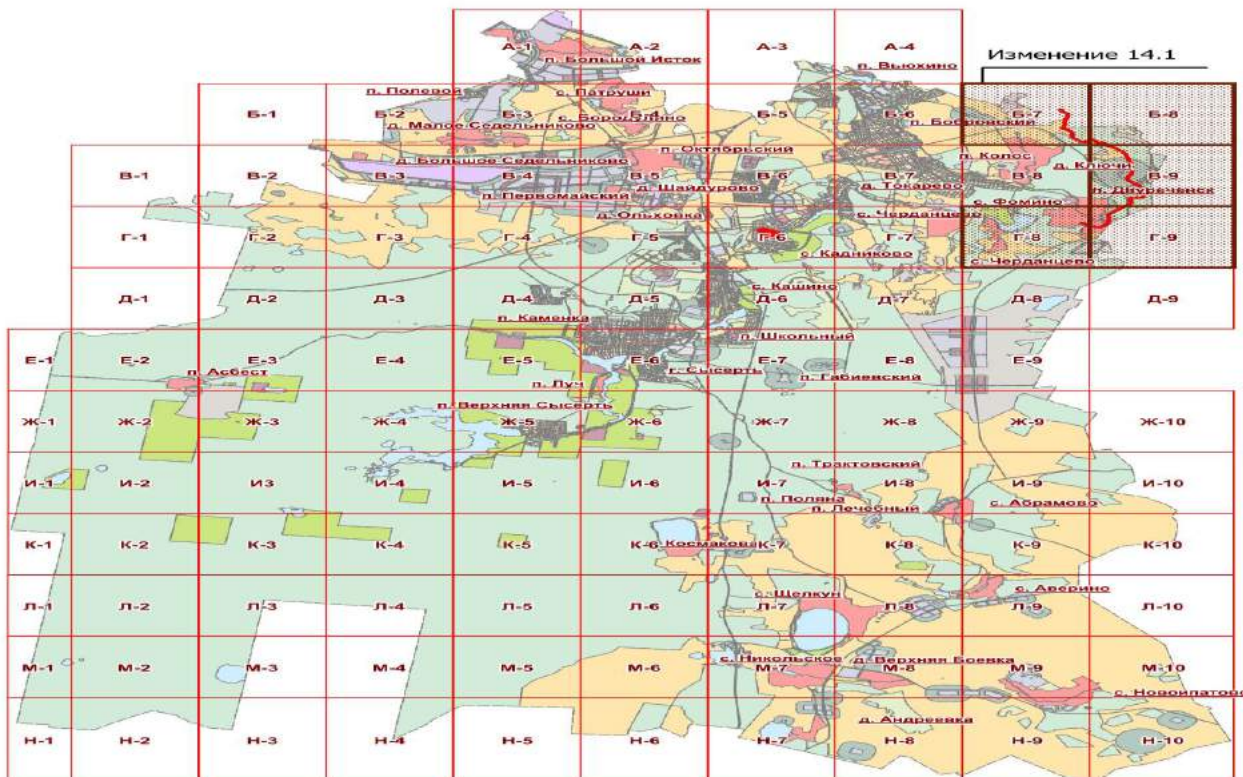 А-1 А-2 А-3 А-4
Изменение 14.1
п. Большой Исток
п. Вьюхино
п. Полевой с. Патруши
Б-1 Б-2 Б-3 Б-4 Б-5 Б-6 Б-7 Б-8
с. Бородулино п. Бобровский
д. Малое Седельниково
п. Октябрьский п. Колос д. Ключи
д. Большое Седельниково
В-1 В-2 В-3 В-4 В-5 В-6 В-7 В-8 В-9
п. Первомайский д. Шайдурово д. Токарево п. Двуреченск
с. Фомино
д. Ольховка с. Черданцево
Г-1 Г-2 Г-3 Г-4 Г-5 Г-6 Г-7 Г-8 Г-9
с. Кадниково с. Черданцево
с. Кашино
Д-1 Д-2 Д-3 Д-4 Д-5 Д-6 Д-7 Д-8 Д-9
п. Каменка
п. Школьный
Е-1 Е-2 Е-3 Е-4 Е-5 Е-6 Е-7 Е-8 Е-9
п. Асбест г. Сысерть п. Габиевский
п. Луч
п. Верхняя Сысерть
Ж-1 Ж-2 Ж-3 Ж-4 Ж-5 Ж-6 Ж-7 Ж-8 Ж-9 Ж-10
п. Трактовский
И-1 И-2 И3 И-4 И-5 И-6 И-7 И-8 И-9 И-10
п. Поляна с. Абрамово
п. Лечебный
К-1 К-2 К-3 К-4 К-5 К-6 Космакова К-7 К-8 К-9 К-10
с. Щелкун с. Аверино
Л-1 Л-2 Л-3 Л-4 Л-5 Л-6 Л-7 Л-8 Л-9 Л-10
с. Никольское д. Верхняя Боевка
М-1 М-2 М-3 М-4 М-5 М-6 М-7 М-8 М-9 М-10
с. Новоипатово
д. Андреевка
Н-1 Н-2 Н-3 Н-4 Н-5 Н-6 Н-7 Н-8 Н-9 Н-10